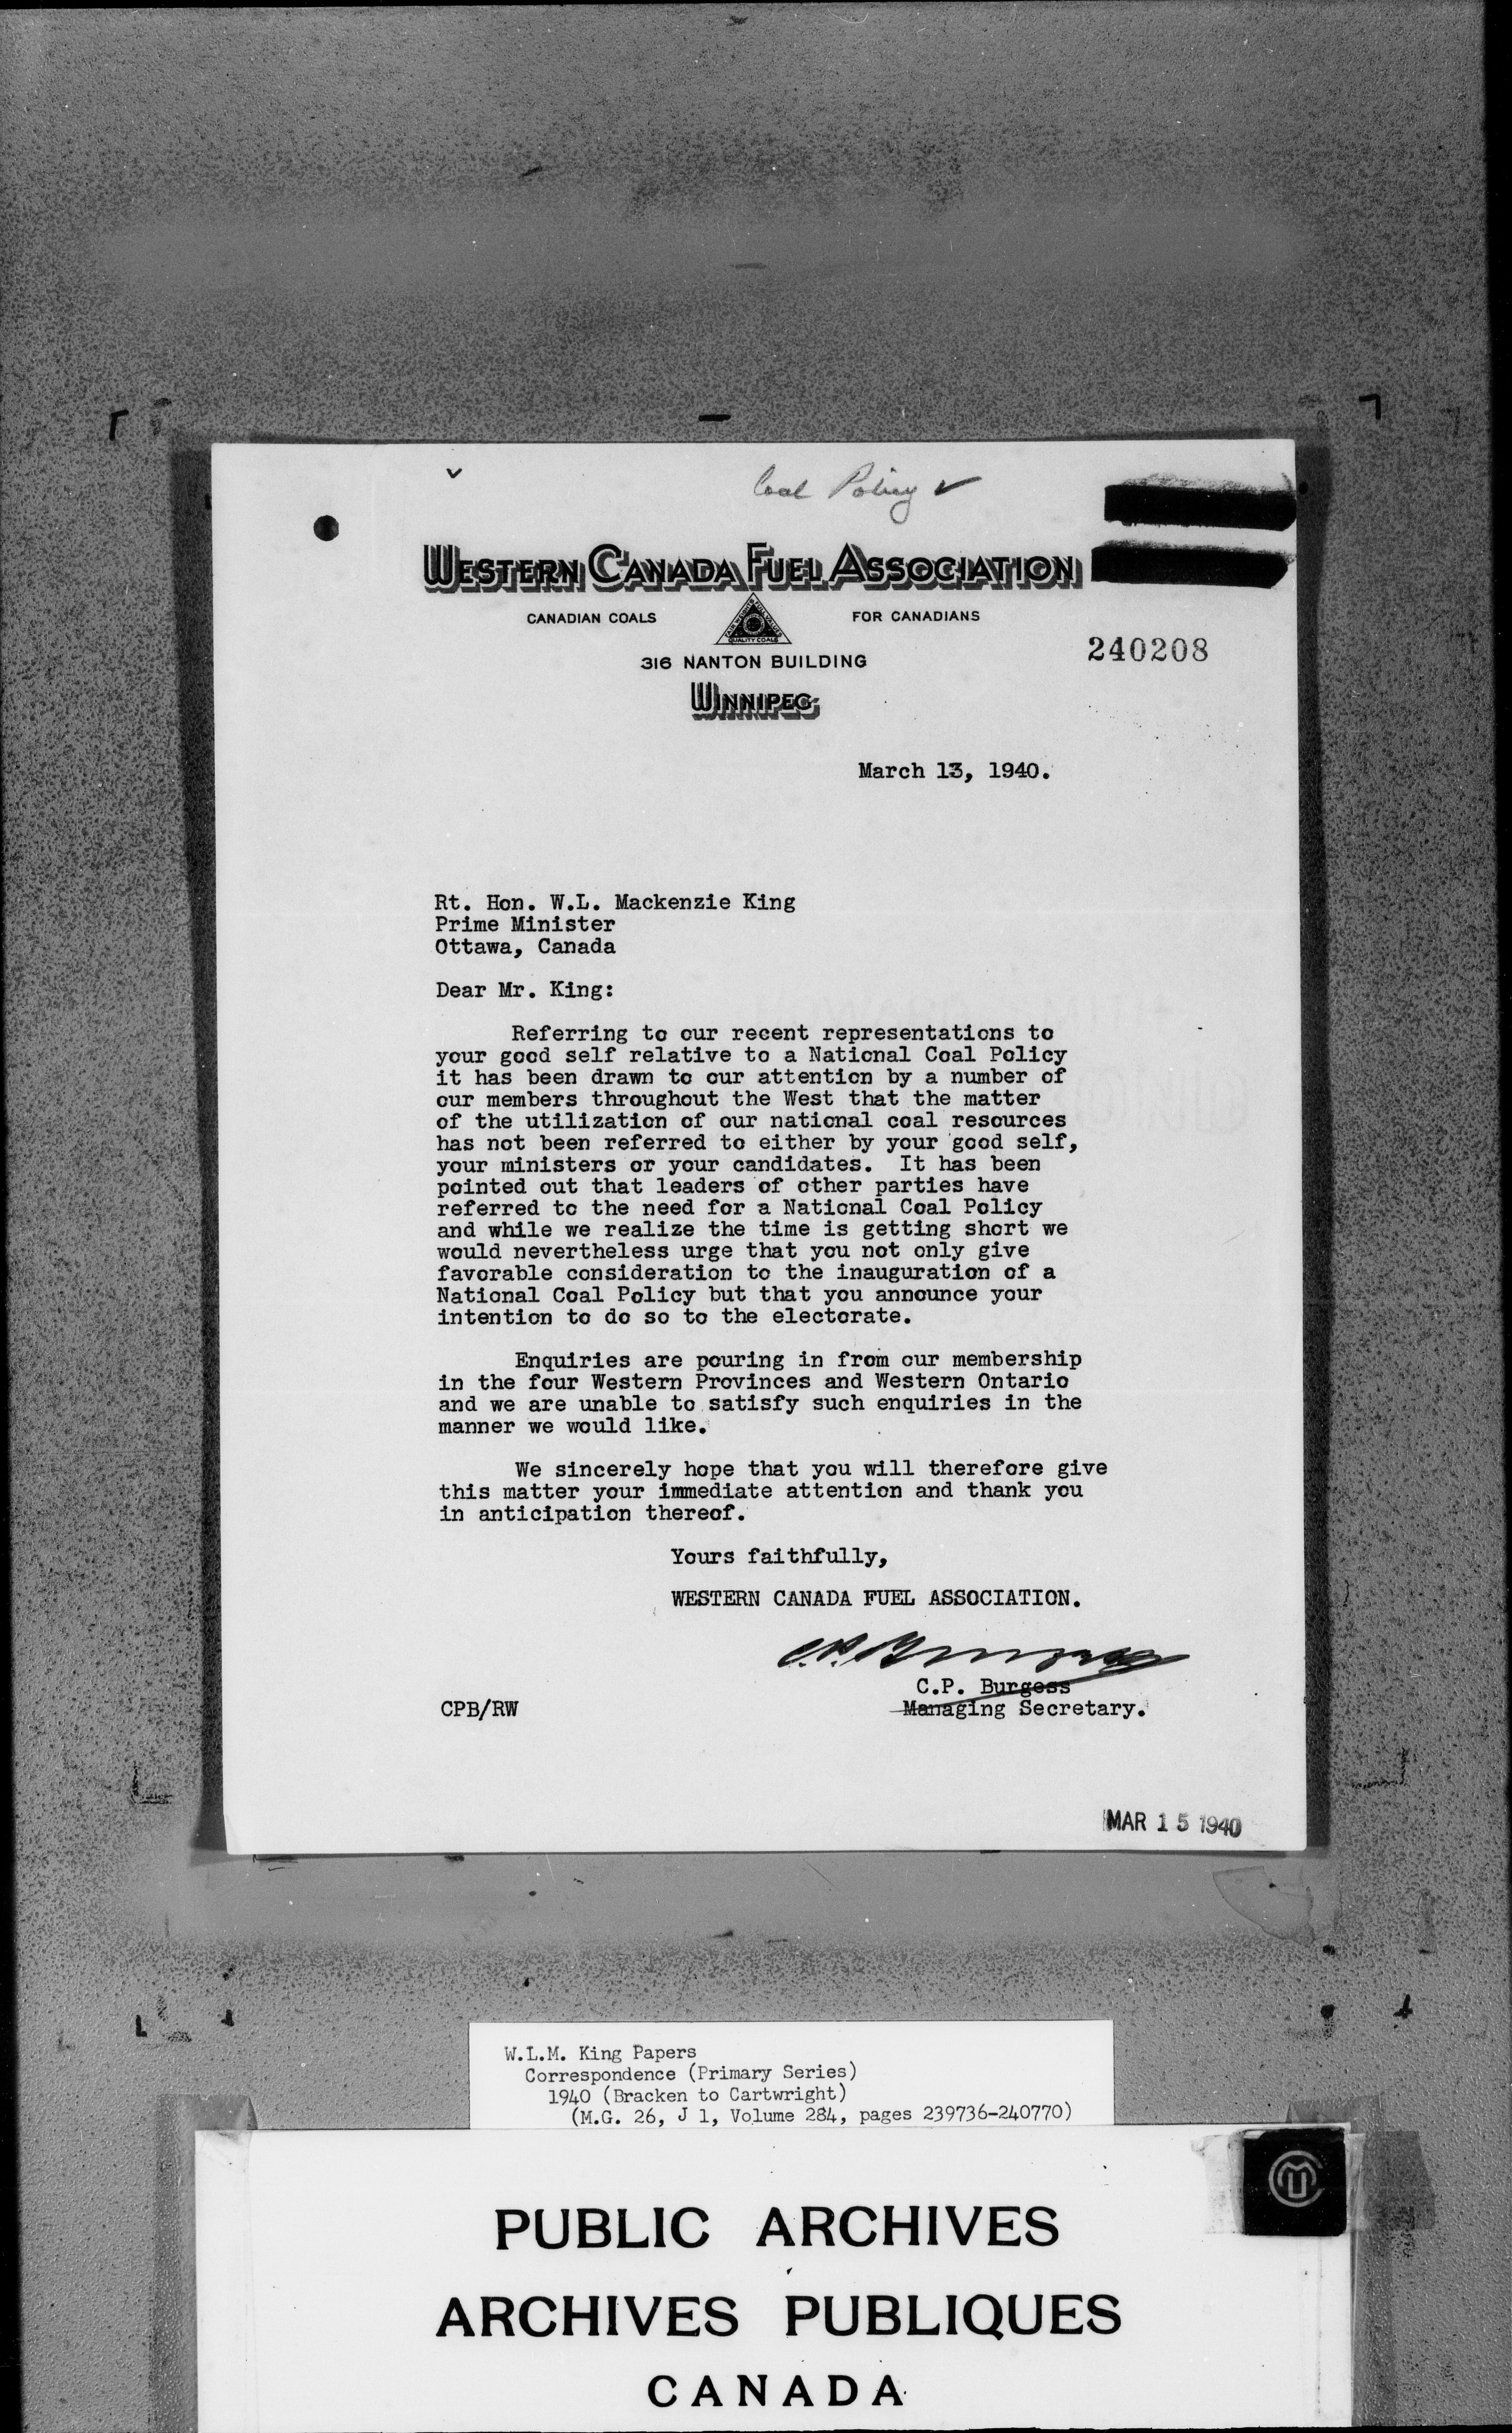 Coal Policy ✓
WESTERN CANADA FUEL ASSOCIATION
CANADIAN COALS FOR CANADIANS
QUALITY COALS
316 NANTON BUILDING
240208
WINNIPEG
March 13, 1940.
Rt. Hon. W.L. Mackenzie King
Prime Minister
Ottawa, Canada
Dear Mr. King:
Referring to our recent representations to
your good self relative to a National Coal Policy
it has been drawn to our attention by a number of
our members throughout the West that the matter
of the utilization of our national coal resources
has not been referred to either by your good self,
your ministers or your candidates. It has been
pointed out that leaders of other parties have
referred to the need for a National Coal Policy
and while we realize the time is getting short we
would nevertheless urge that you not only give
favorable consideration to the inauguration of a
National Coal Policy but that you announce your
intention to do so to the electorate.
Enquiries are pouring in from our membership
in the four Western Provinces and Western Ontario
and we are unable to satisfy such enquiries in the
manner we would like.
We sincerely hope that you will therefore give
this matter your immediate attention and thank you
in anticipation thereof.
Yours faithfully,
WESTERN CANADA FUEL ASSOCIATION.
C.P. Burgess
C.P. Burgess
CPB/RW Managing Secretary.
MAR 15 1940
W.L.M. King Papers
Correspondence (Primary Series)
1940 (Bracken to Cartwright)
(M.G. 26, J 1, Volume 284, pages 239736-240770)
PUBLIC ARCHIVES
ARCHIVES PUBLIQUES
CANADA